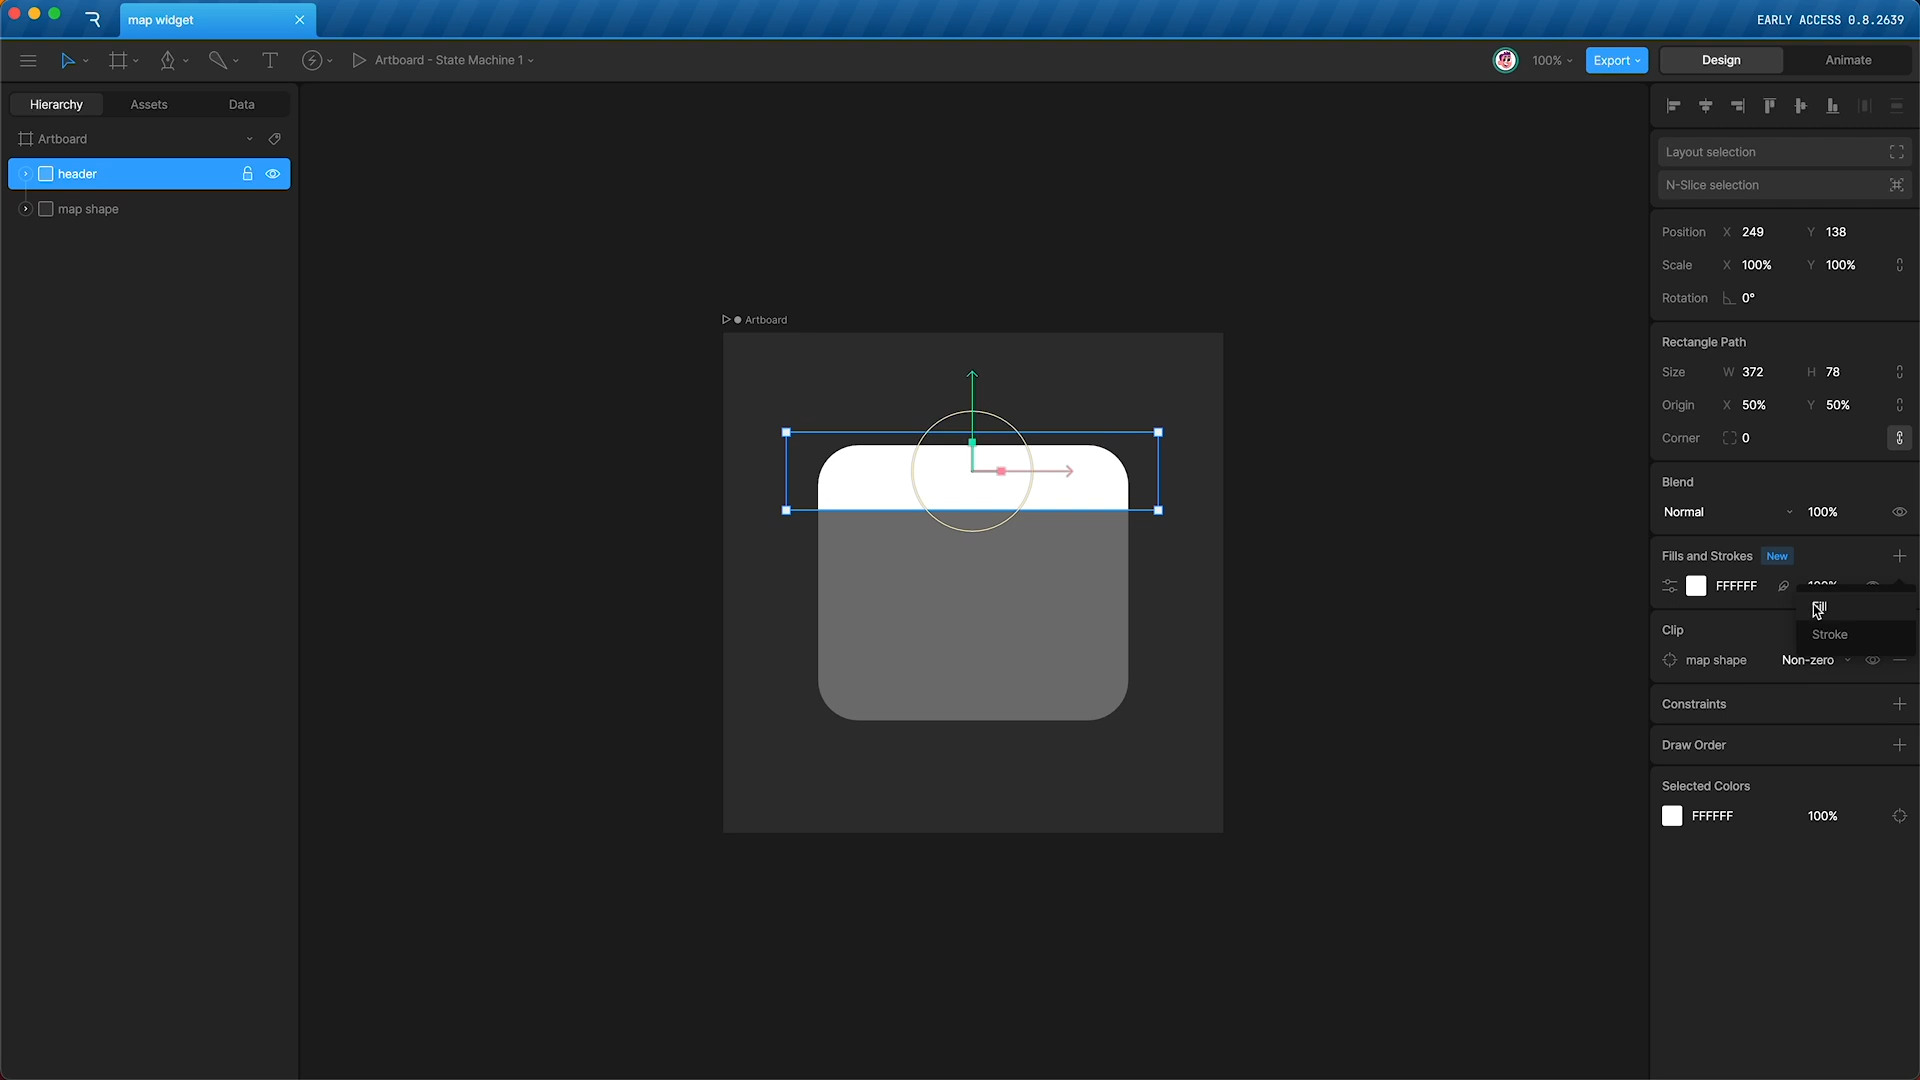 map widget
EARLY ACCESS 0.8.2639
Artboard - State Machine 1
100%
Export
Design
Animate
Hierarchy
Assets
Data
Artboard
header
map shape
Artboard
Layout selection
N-Slice selection
Position X 249 Y 138
Scale X 100% Y 100%
Rotation 0°
Rectangle Path
Size W 372 H 78
Origin X 50% Y 50%
Corner 0
Blend
Normal 100%
Fills and Strokes New
FFFFFF
Fill
Stroke
Clip
map shape Non-zero
Constraints
Draw Order
Selected Colors
FFFFFF 100%